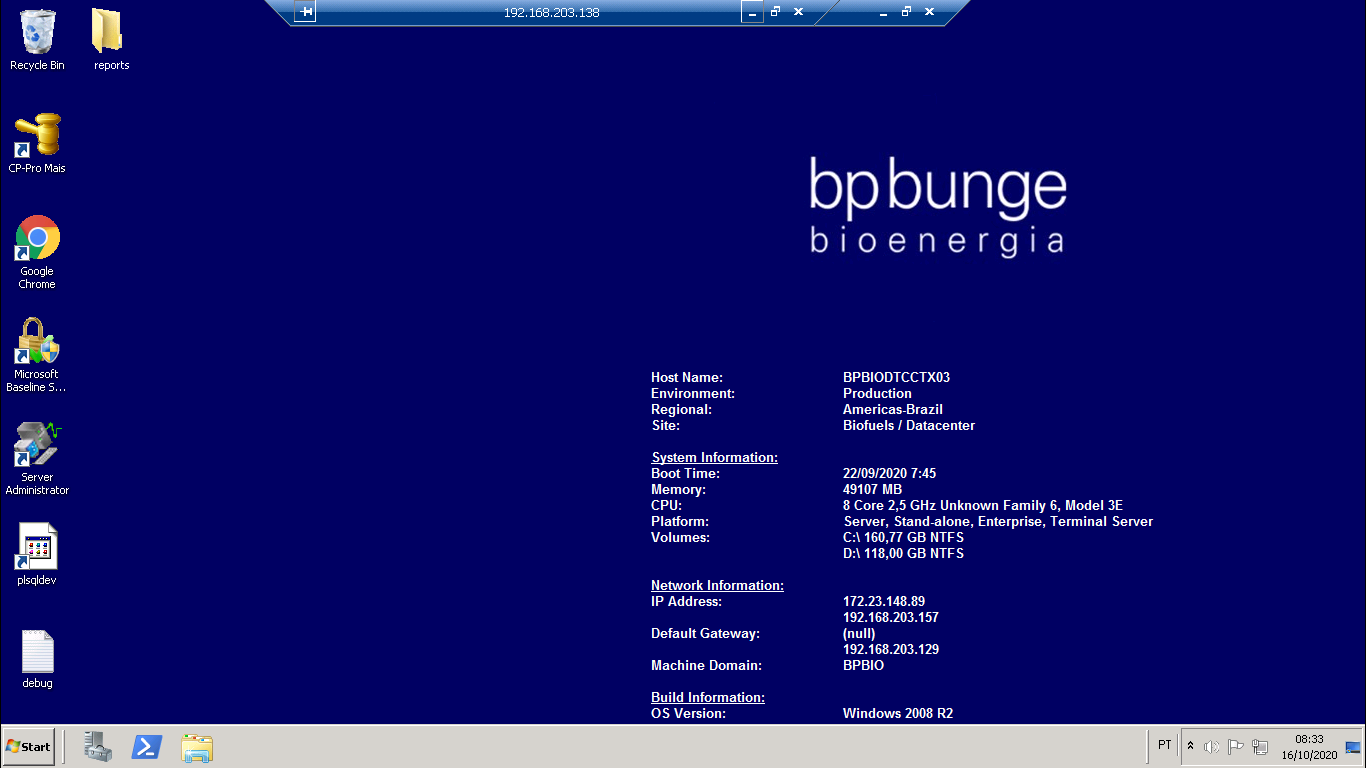 192.168.203.138
Recycle Bin
reports
CP-Pro Mais
Google
Chrome
Microsoft
Baseline S...
Server
Administrator
plsqldev
debug
bpbunge
bioenergia
Host Name: BPBIODTCCTX03
Environment: Production
Regional: Americas-Brazil
Site: Biofuels / Datacenter
System Information:
Boot Time: 22/09/2020 7:45
Memory: 49107 MB
CPU: 8 Core 2,5 GHz Unknown Family 6, Model 3E
Platform: Server, Stand-alone, Enterprise, Terminal Server
Volumes: C:\ 160,77 GB NTFS
D:\ 118,00 GB NTFS
Network Information:
IP Address: 172.23.148.89
192.168.203.157
Default Gateway: (null)
192.168.203.129
Machine Domain: BPBIO
Build Information:
OS Version: Windows 2008 R2
Start
PT
08:33
16/10/2020